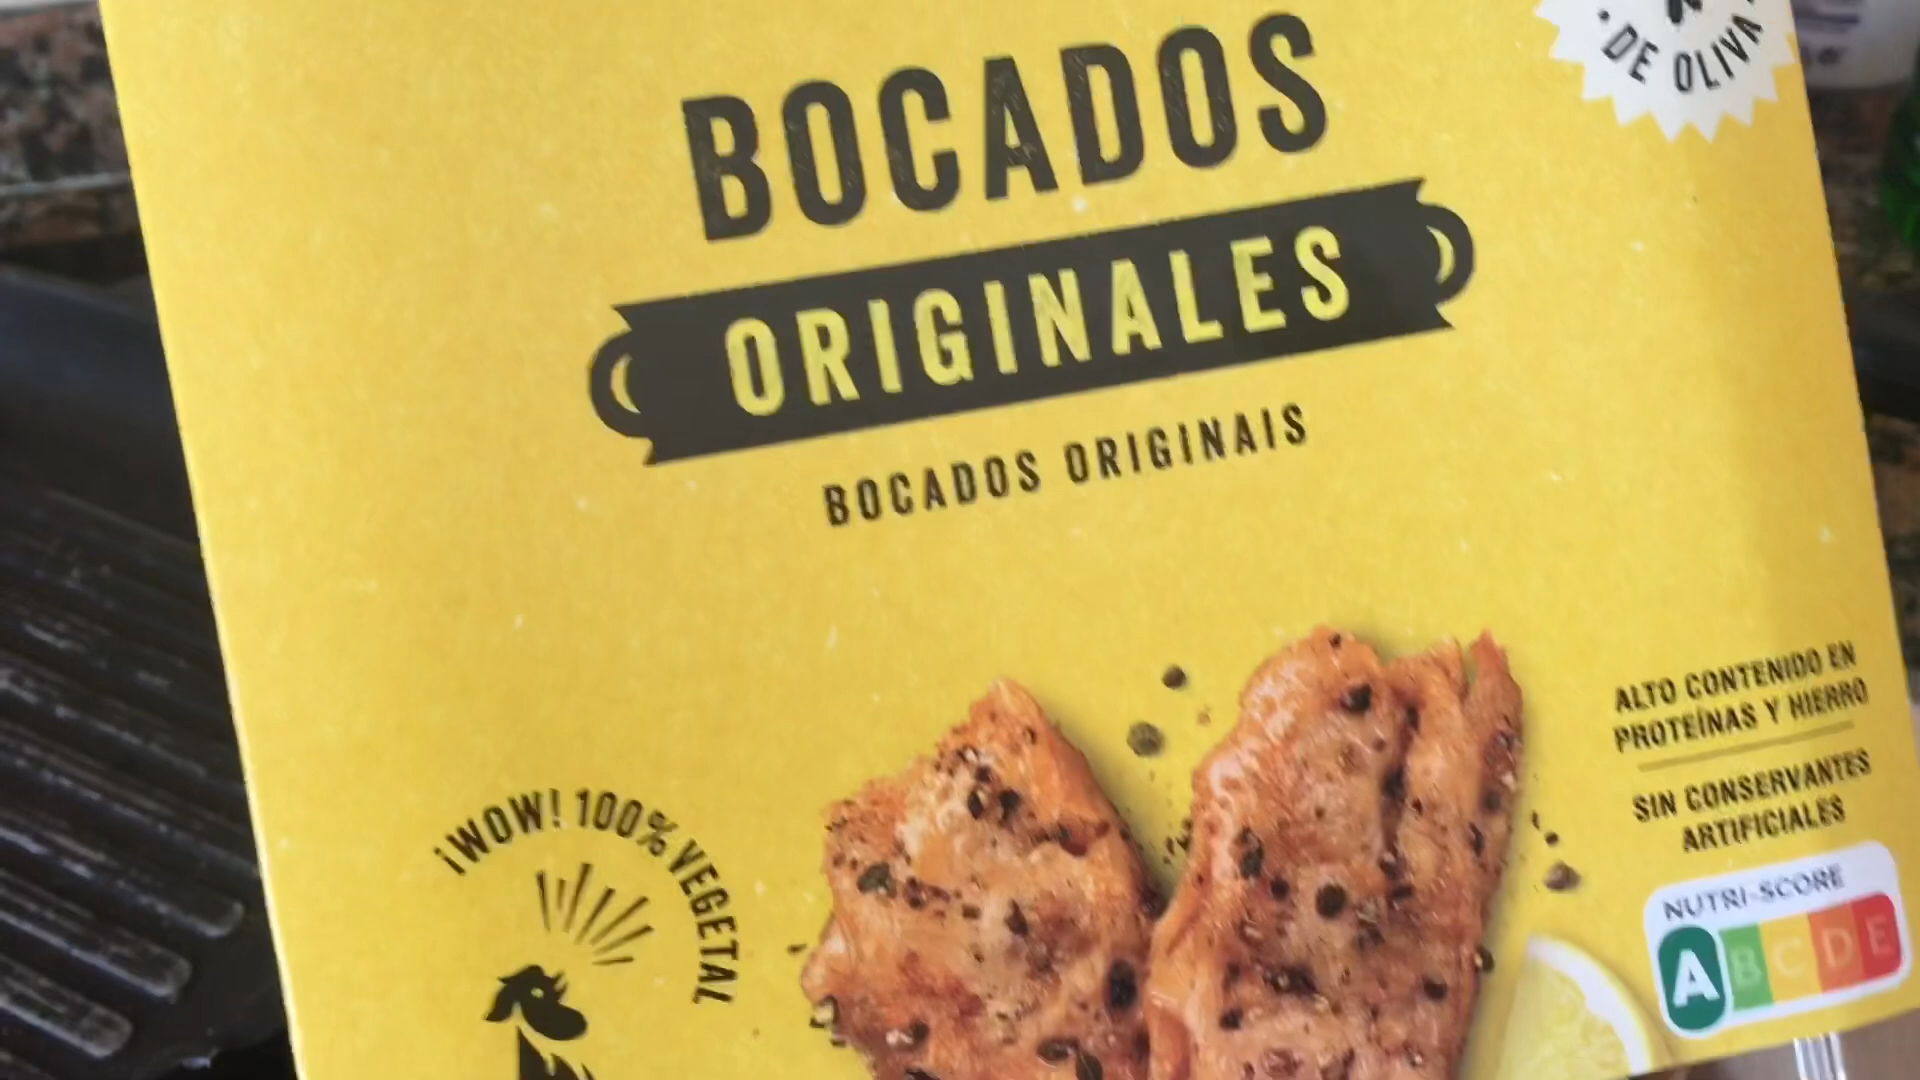 DE OLIVA
BOCADOS
ORIGINALES
BOCADOS ORIGINAIS
ALTO CONTENIDO EN
PROTEÍNAS Y HIERRO
SIN CONSERVANTES
ARTIFICIALES
¡WOW! 100% VEGETAL
NUTRI-SCORE
A B C D E